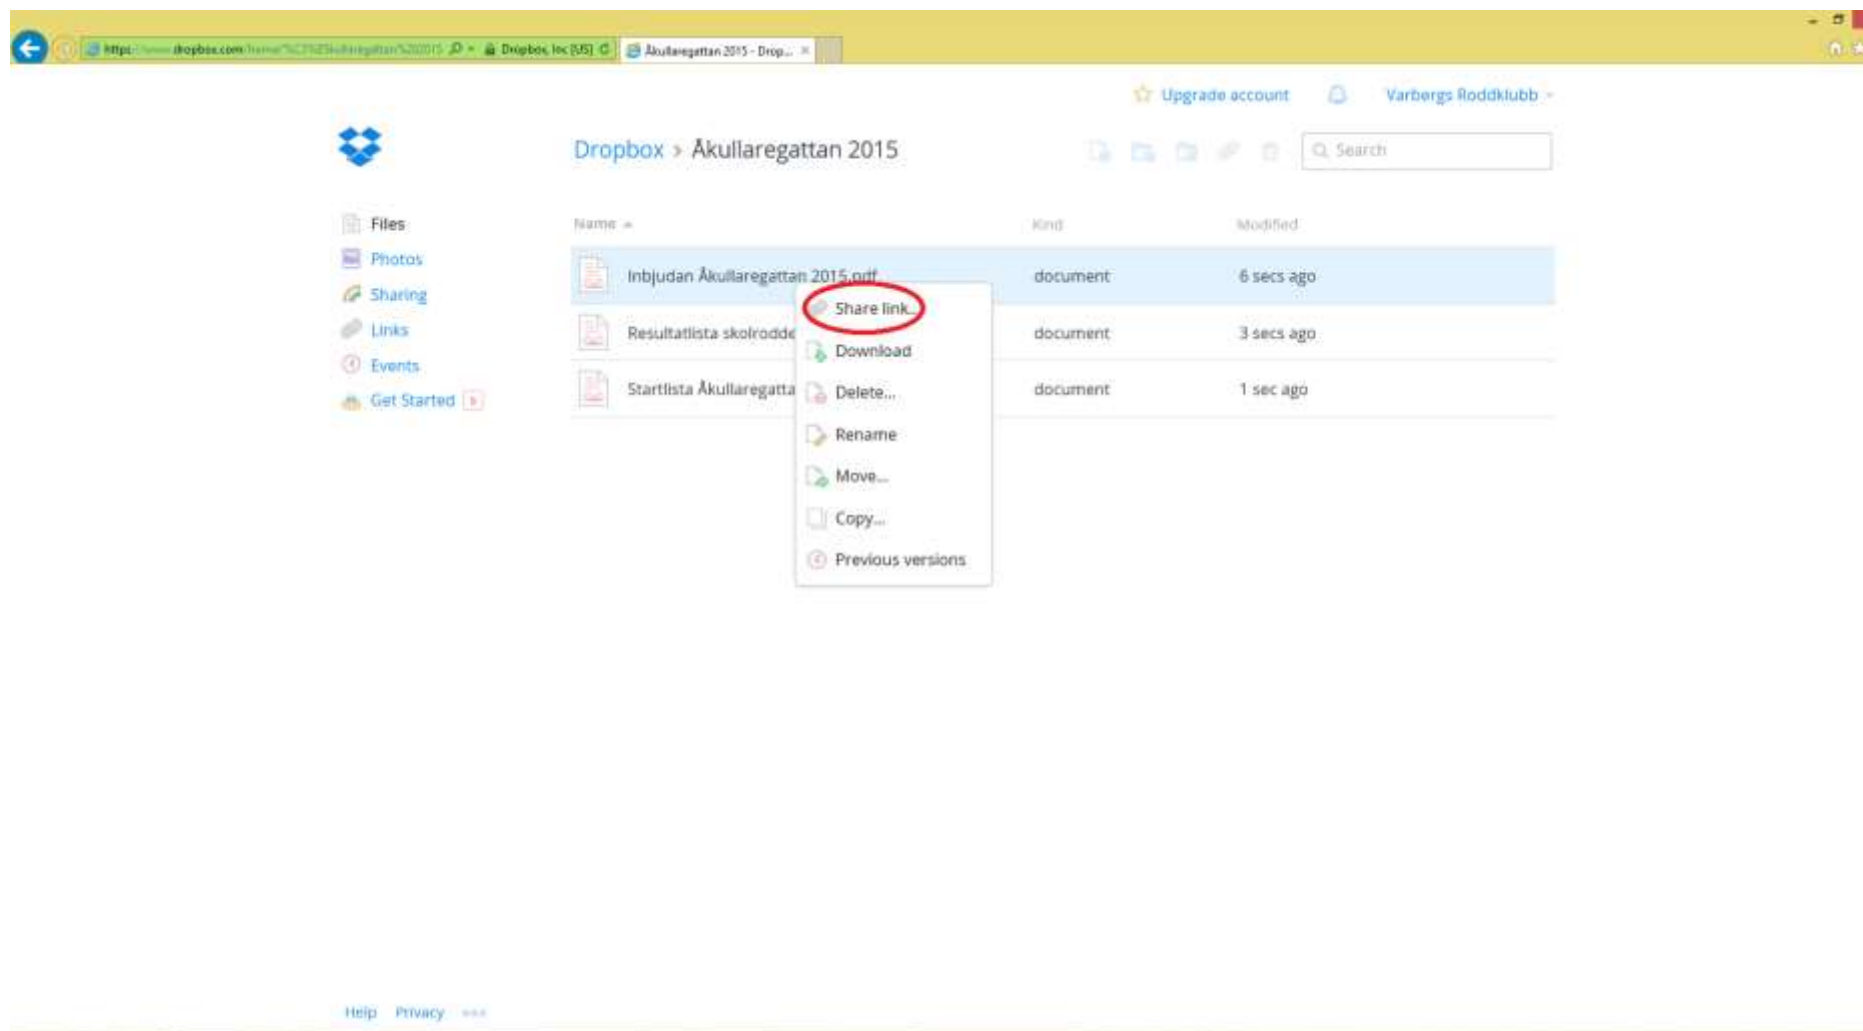 Dropbox, Inc [US]
Åkullaregattan 2015 - Drop...
Upgrade account
Varbergs Roddklubb
Dropbox › Åkullaregattan 2015
Search
Files
Photos
Sharing
Links
Events
Get Started
Name
Kind
Modified
Inbjudan Åkullaregattan 2015.pdf
document
6 secs ago
Resultatlista skolrodde
document
3 secs ago
Startlista Åkullaregatta
document
1 sec ago
Share link...
Download
Delete...
Rename
Move...
Copy...
Previous versions
Help Privacy